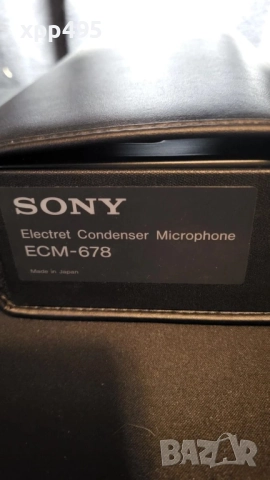 xpp495
SONY
Electret Condenser Microphone
ECM-678
Made in Japan
BAZAR